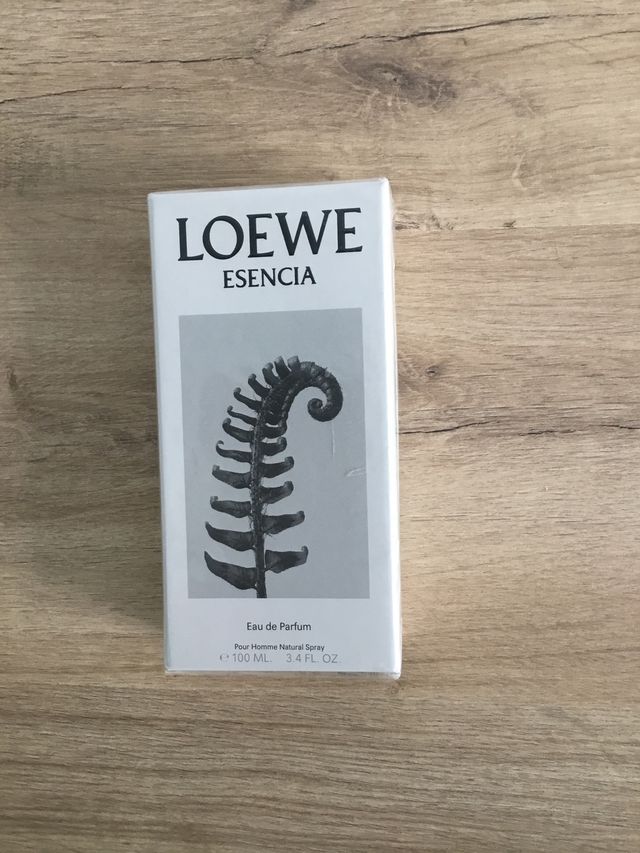 LOEWE
ESENCIA
Eau de Parfum
Pour Homme Natural Spray
℮ 100 ML. 3.4 FL. OZ.